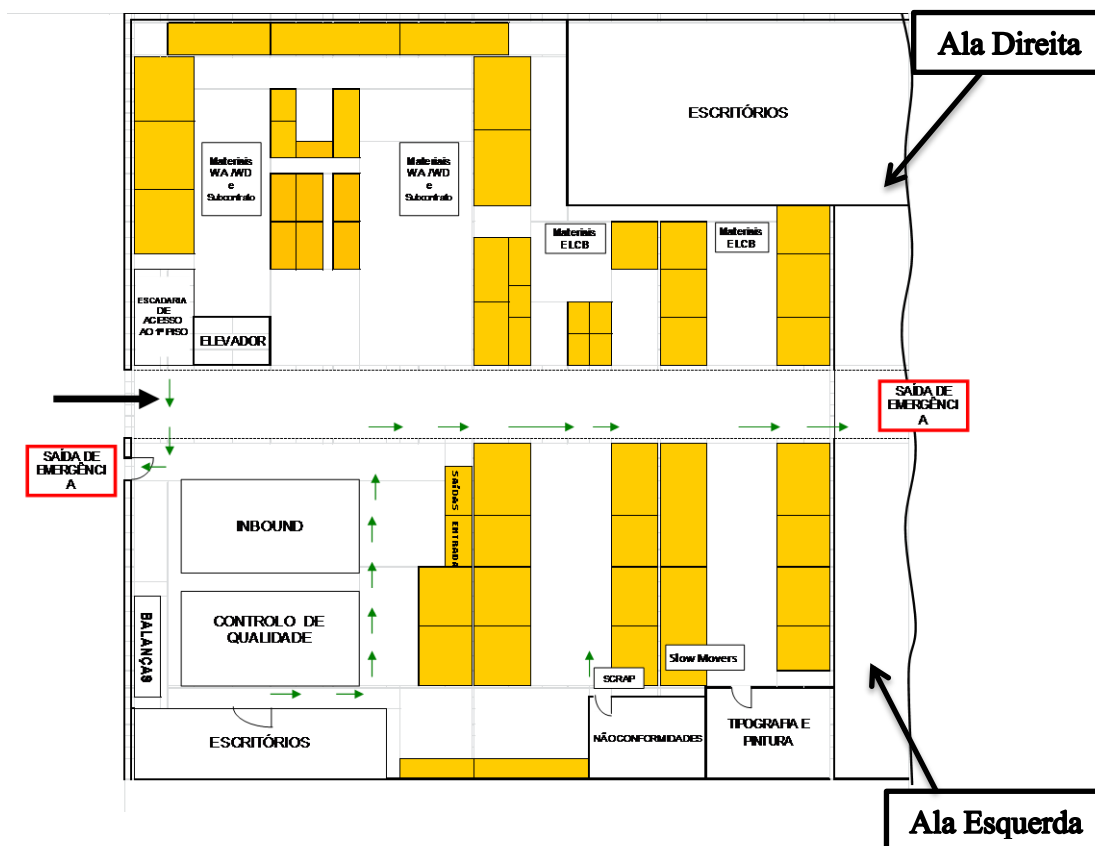 Ala Direita
ESCRITÓRIOS
Materiais
WA /WD
e
Subcontrato
Materiais
WA /WD
e
Subcontrato
Materiais
ELCB
Materiais
ELCB
ESCADARIA
DE
ACESSO
AO 1º PISO
ELEVADOR
SAÍDA DE
EMERGÊNCI
A
SAÍDA DE
EMERGÊNCI
A
SAÍDAS ENTRADA
INBOUND
CONTROLO DE
QUALIDADE
BALANÇAS
Slow Movers
SCRAP
ESCRITÓRIOS
NÃO CONFORMIDADES
TIPOGRAFIA E
PINTURA
Ala Esquerda